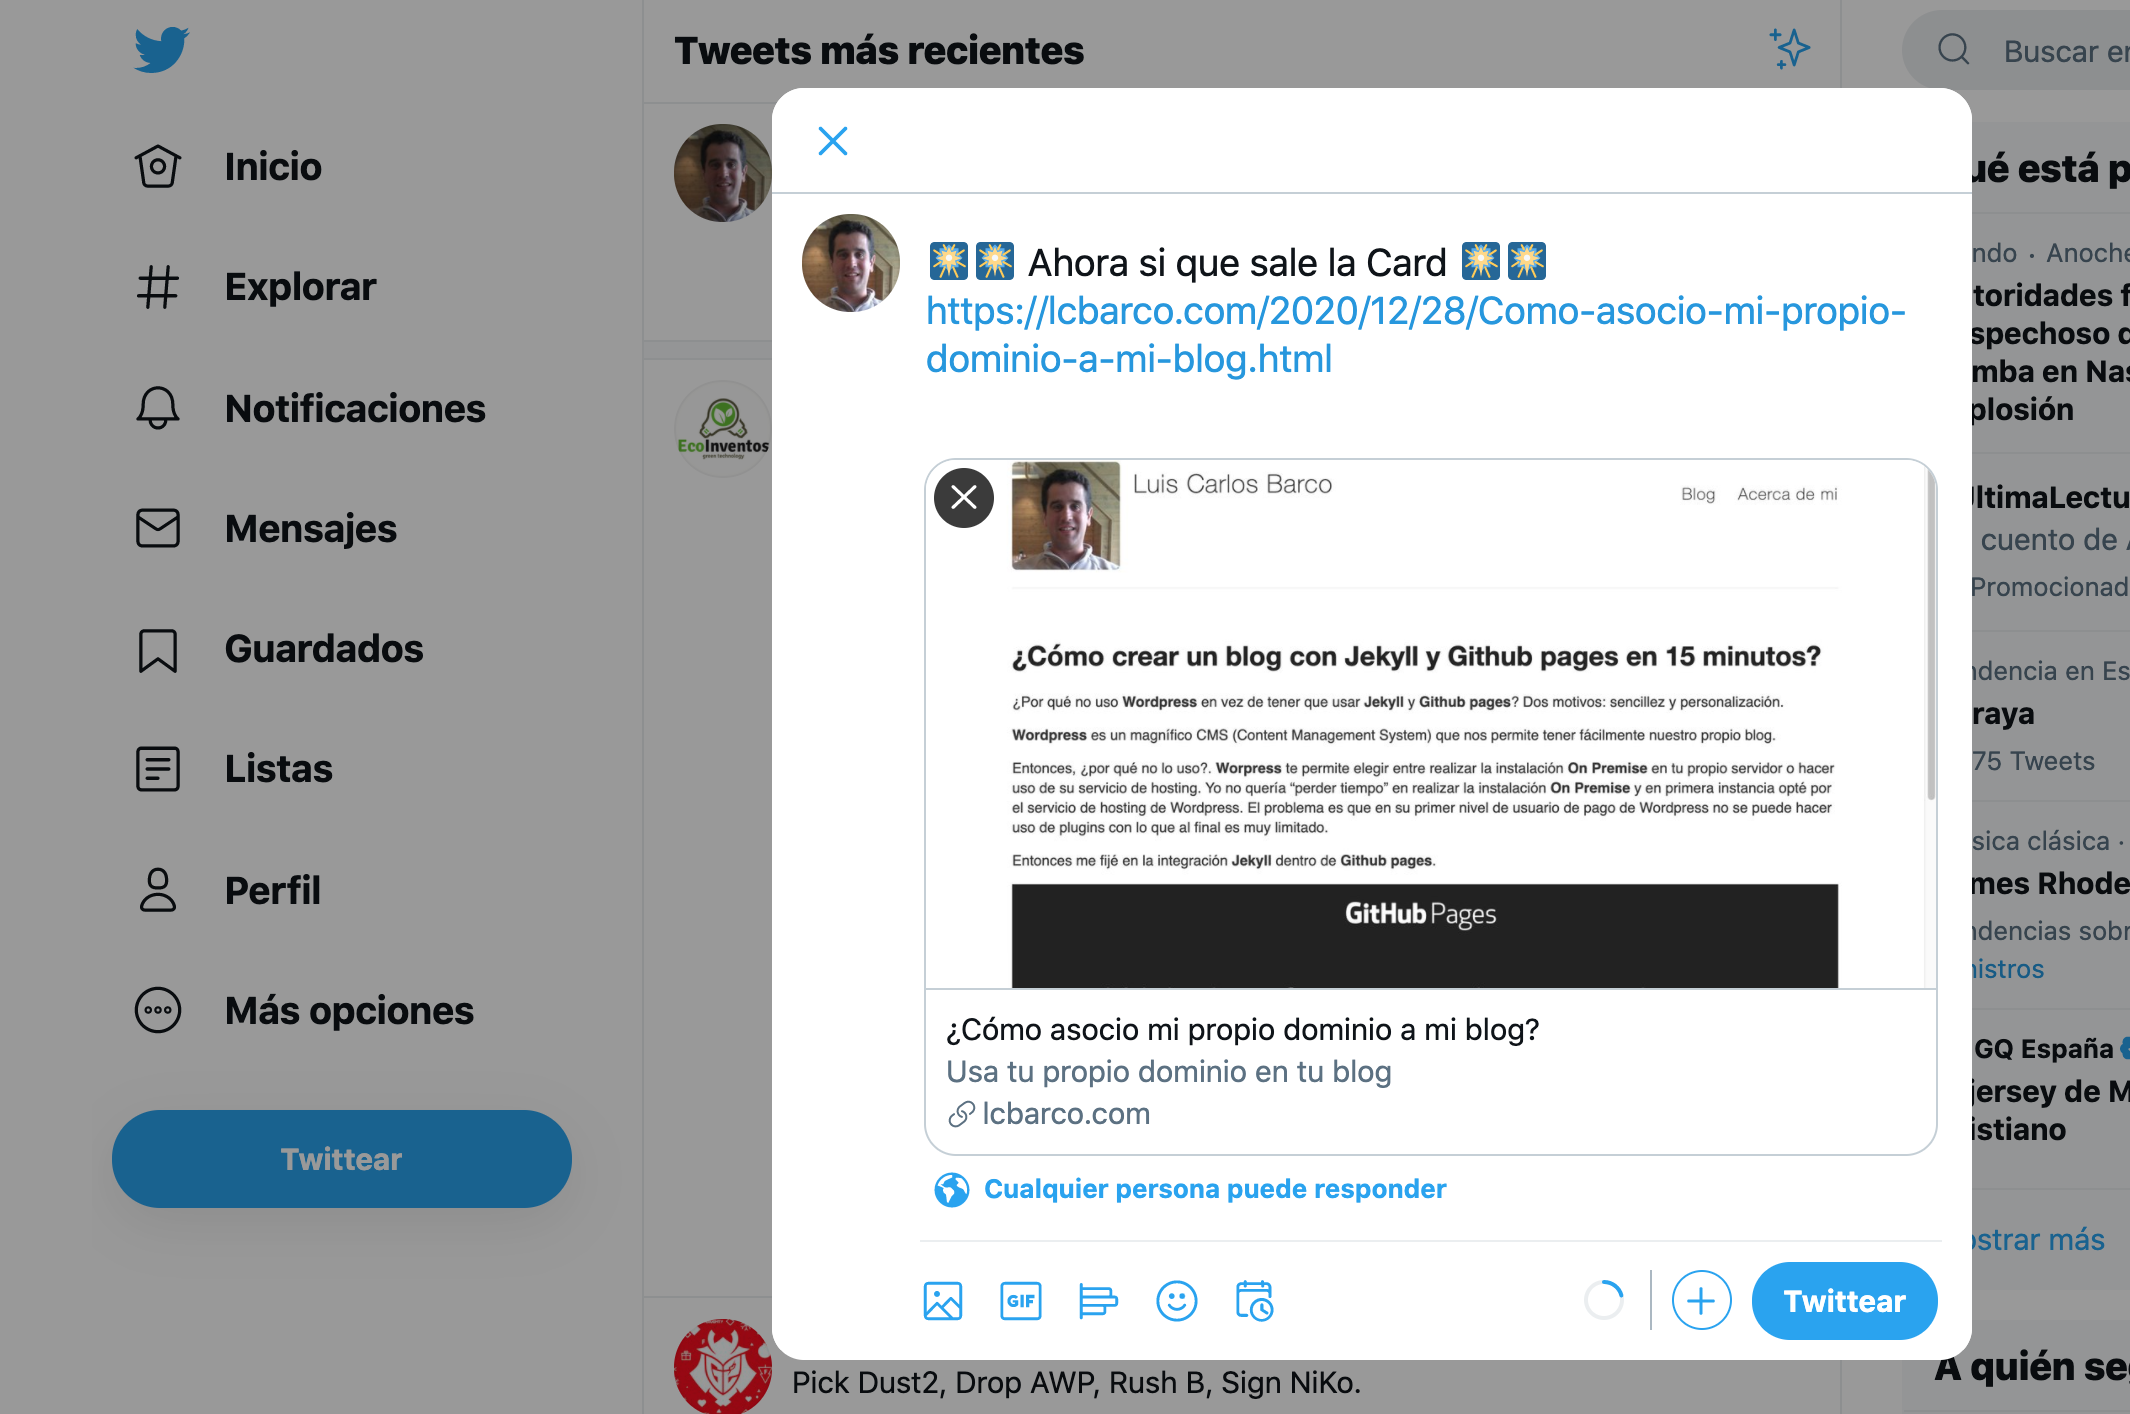 Tweets más recientes
Buscar en
Inicio
Explorar
Notificaciones
Mensajes
Guardados
Listas
Perfil
Más opciones
Twittear
EcoInventos
green technology
🎇🎇 Ahora si que sale la Card 🎇🎇
https://lcbarco.com/2020/12/28/Como-asocio-mi-propio-
dominio-a-mi-blog.html
Luis Carlos Barco
Blog Acerca de mi
¿Cómo crear un blog con Jekyll y Github pages en 15 minutos?
¿Por qué no uso Wordpress en vez de tener que usar Jekyll y Github pages? Dos motivos: sencillez y personalización.
Wordpress es un magnífico CMS (Content Management System) que nos permite tener fácilmente nuestro propio blog.
Entonces, ¿por qué no lo uso?. Worpress te permite elegir entre realizar la instalación On Premise en tu propio servidor o hacer
uso de su servicio de hosting. Yo no quería “perder tiempo” en realizar la instalación On Premise y en primera instancia opté por
el servicio de hosting de Wordpress. El problema es que en su primer nivel de usuario de pago de Wordpress no se puede hacer
uso de plugins con lo que al final es muy limitado.
Entonces me fijé en la integración Jekyll dentro de Github pages.
GitHub Pages
¿Cómo asocio mi propio dominio a mi blog?
Usa tu propio dominio en tu blog
lcbarco.com
Cualquier persona puede responder
GIF
Twittear
Pick Dust2, Drop AWP, Rush B, Sign NiKo.
ué está p
ndo · Anoche
toridades f
spechoso d
mba en Nas
plosión
ltimaLectu
cuento de A
Promocionad
ndencia en Es
raya
75 Tweets
sica clásica ·
mes Rhode
ndencias sobr
nistros
GQ España
jersey de M
istiano
ostrar más
A quién seg